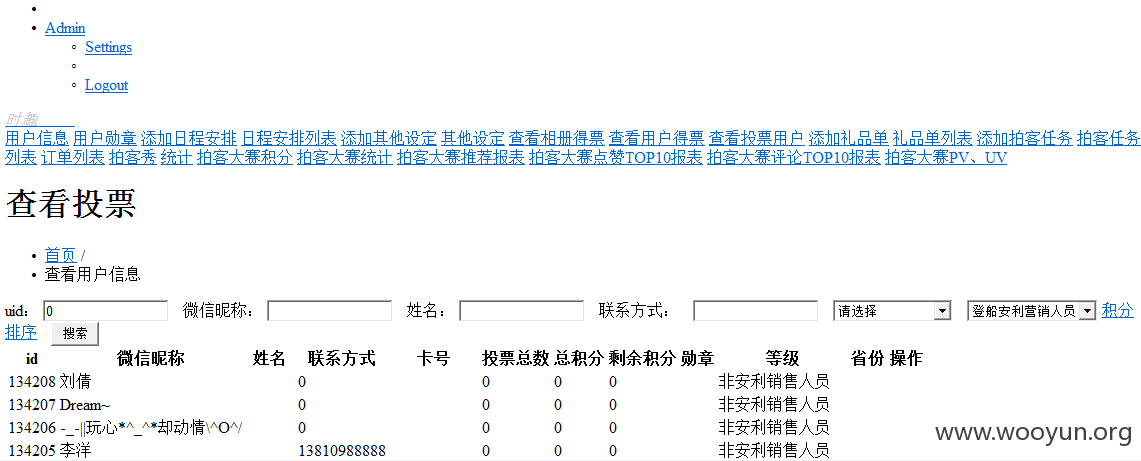 Admin
Settings
Logout
时趣
用户信息 用户勋章 添加日程安排 日程安排列表 添加其他设定 其他设定 查看相册得票 查看用户得票 查看投票用户 添加礼品单 礼品单列表 添加拍客任务 拍客任务
列表 订单列表 拍客秀 统计 拍客大赛积分 拍客大赛统计 拍客大赛推荐报表 拍客大赛点赞TOP10报表 拍客大赛评论TOP10报表 拍客大赛PV、UV
查看投票
首页 /
查看用户信息
uid： 0 微信昵称： 姓名： 联系方式： 请选择 登船安利营销人员 积分
排序 搜索
id 微信昵称 姓名 联系方式 卡号 投票总数 总积分 剩余积分 勋章 等级 省份 操作
134208 刘倩 0 0 0 0 非安利销售人员
134207 Dream~ 0 0 0 0 非安利销售人员
134206 -_-||玩心*^_^*却动情\^O^/ 0 0 0 0 非安利销售人员
134205 李洋 13810988888 0 0 0 非安利销售人员
www.wooyun.org